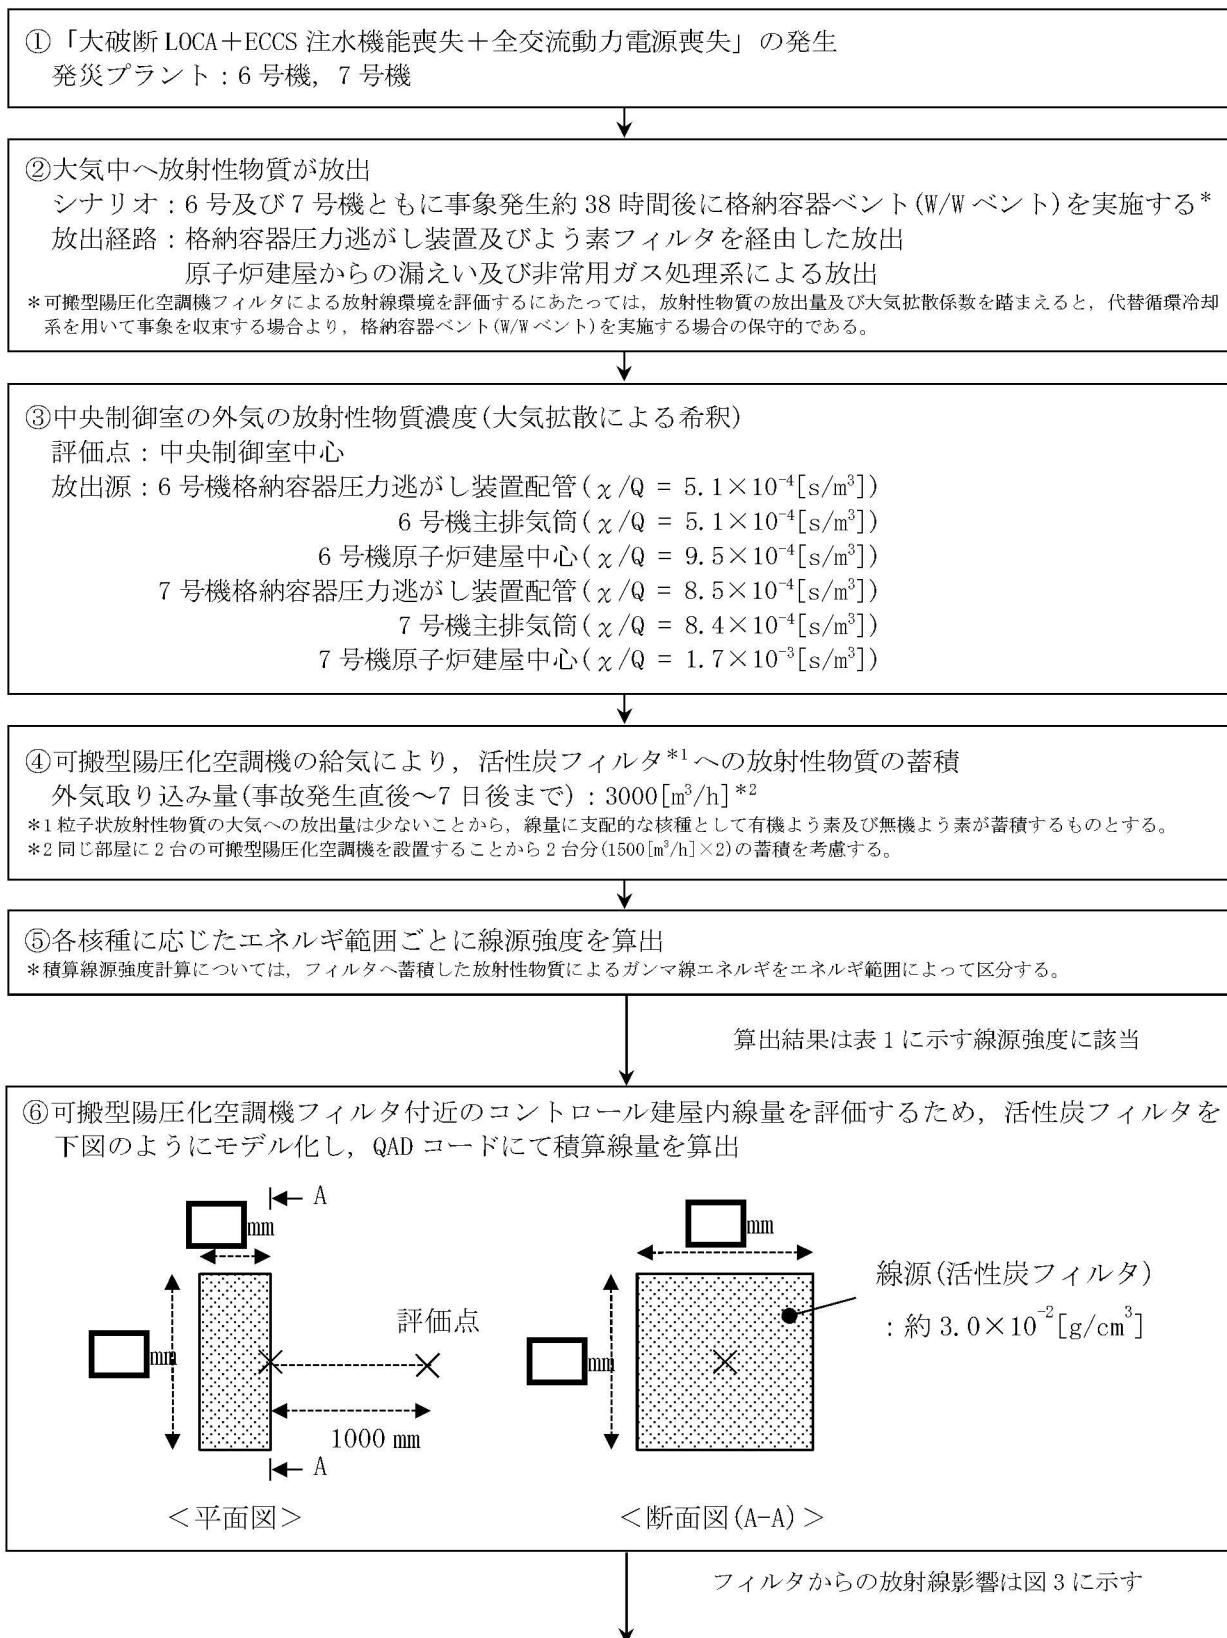 ①「大破断 LOCA＋ECCS 注水機能喪失＋全交流動力電源喪失」の発生
発災プラント：6 号機，7 号機
②大気中へ放射性物質が放出
シナリオ：6 号及び 7 号機ともに事象発生約 38 時間後に格納容器ベント(W/W ベント)を実施する*
放出経路：格納容器圧力逃がし装置及びよう素フィルタを経由した放出
原子炉建屋からの漏えい及び非常用ガス処理系による放出
＊可搬型陽圧化空調機フィルタによる放射線環境を評価するにあたっては，放射性物質の放出量及び大気拡散係数を踏まえると，代替循環冷却
系を用いて事象を収束する場合より，格納容器ベント(W/W ベント)を実施する場合の保守的である。
③中央制御室の外気の放射性物質濃度(大気拡散による希釈)
評価点：中央制御室中心
放出源：6 号機格納容器圧力逃がし装置配管(χ/Q = 5.1×10⁻⁴[s/m³])
6 号機主排気筒(χ/Q = 5.1×10⁻⁴[s/m³])
6 号機原子炉建屋中心(χ/Q = 9.5×10⁻⁴[s/m³])
7 号機格納容器圧力逃がし装置配管(χ/Q = 8.5×10⁻⁴[s/m³])
7 号機主排気筒(χ/Q = 8.4×10⁻⁴[s/m³])
7 号機原子炉建屋中心(χ/Q = 1.7×10⁻³[s/m³])
④可搬型陽圧化空調機の給気により，活性炭フィルタ*1 への放射性物質の蓄積
外気取り込み量(事故発生直後～7 日後まで)：3000[m³/h]*2
＊1 粒子状放射性物質の大気への放出量は少ないことから，線量に支配的な核種として有機よう素及び無機よう素が蓄積するものとする。
＊2 同じ部屋に 2 台の可搬型陽圧化空調機を設置することから 2 台分(1500[m³/h]×2)の蓄積を考慮する。
⑤各核種に応じたエネルギ範囲ごとに線源強度を算出
＊積算線源強度計算については，フィルタへ蓄積した放射性物質によるガンマ線エネルギをエネルギ範囲によって区分する。
算出結果は表 1 に示す線源強度に該当
⑥可搬型陽圧化空調機フィルタ付近のコントロール建屋内線量を評価するため，活性炭フィルタを
下図のようにモデル化し，QAD コードにて積算線量を算出
A
mm
mm
線源(活性炭フィルタ)
：約 3.0×10⁻²[g/cm³]
評価点
mm
mm
1000 mm
A
＜平面図＞
＜断面図(A-A)＞
フィルタからの放射線影響は図 3 に示す